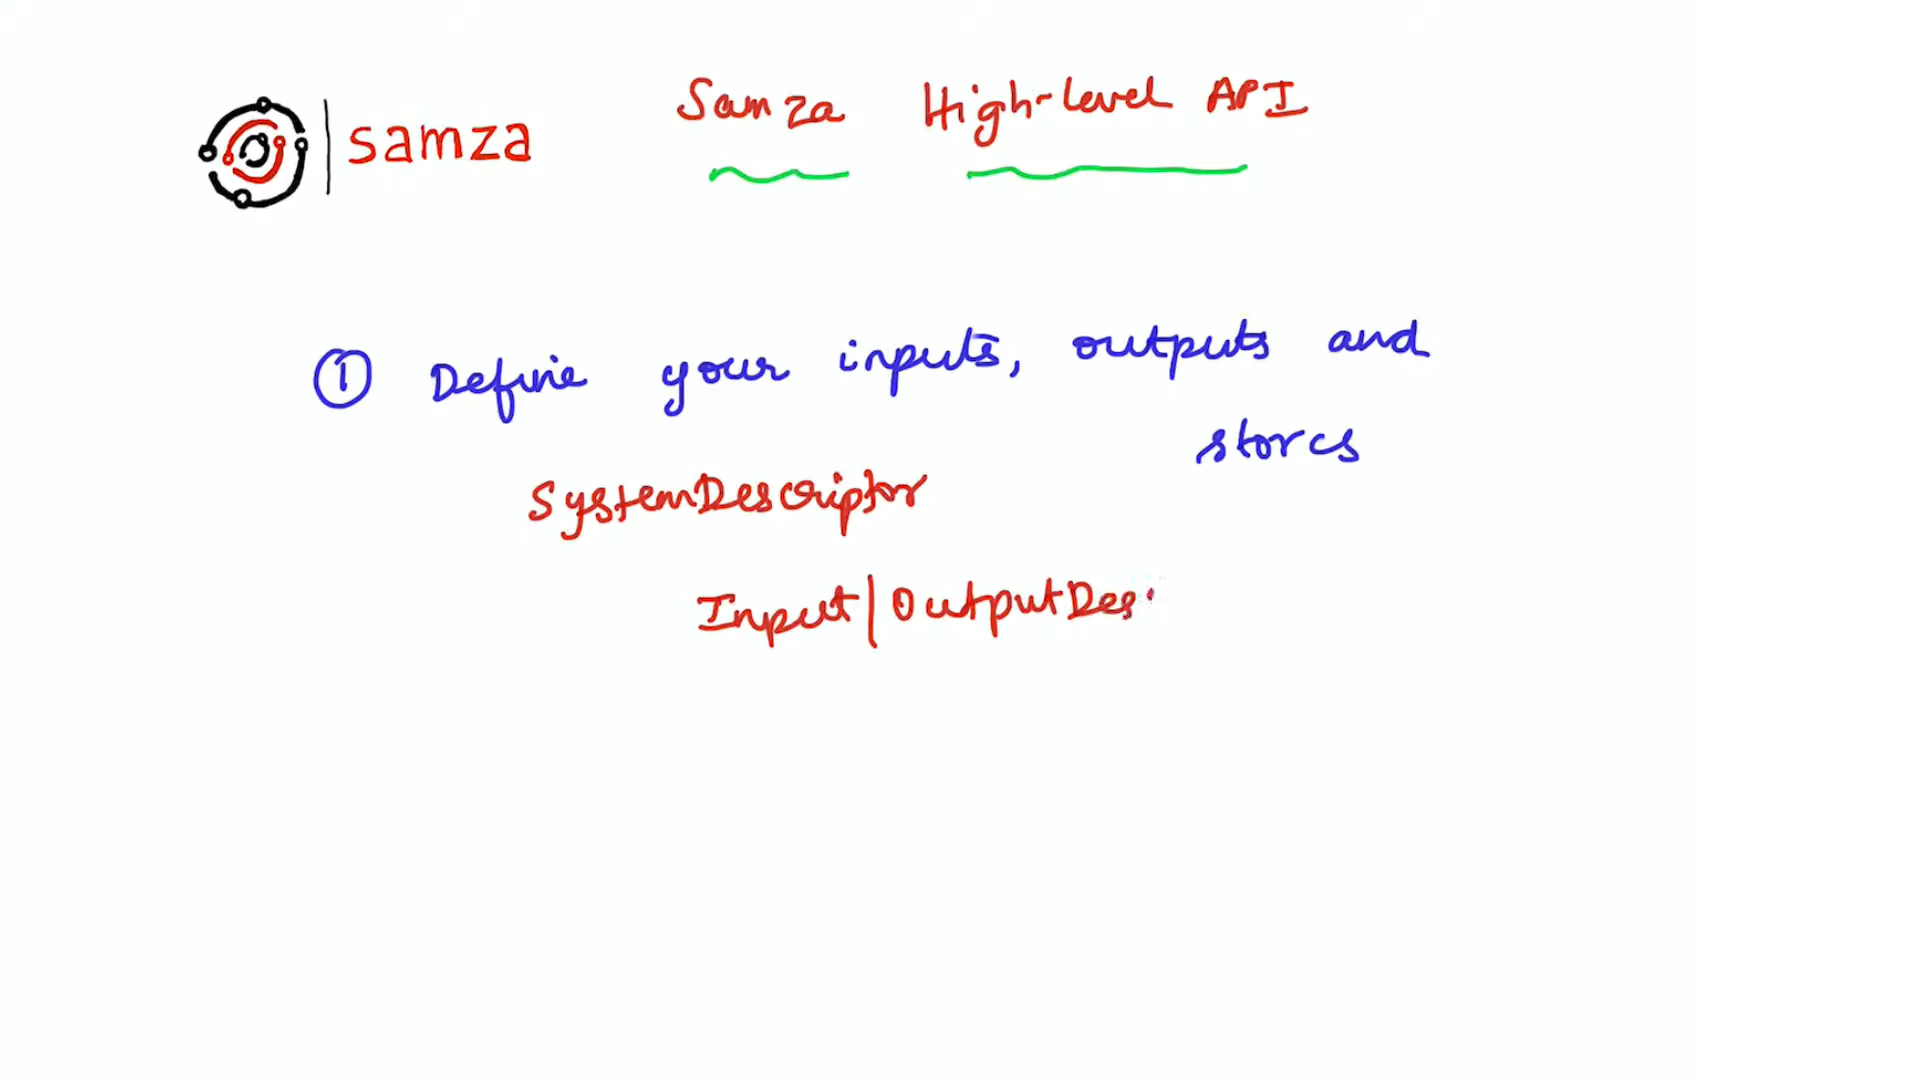 samza
Samza High-level API
① Define your inputs, outputs and
stores
SystemDescriptor
Input|OutputDes